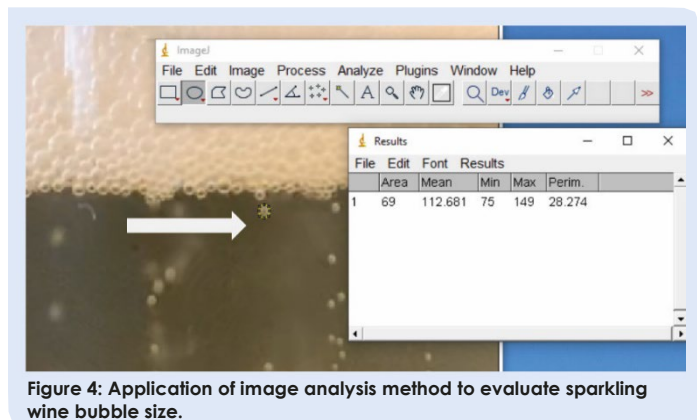 ImageJ
File Edit Image Process Analyze Plugins Window Help
A Dev >>
Results
File Edit Font Results
Area Mean Min Max Perim.
1 69 112.681 75 149 28.274
Figure 4: Application of image analysis method to evaluate sparkling
wine bubble size.